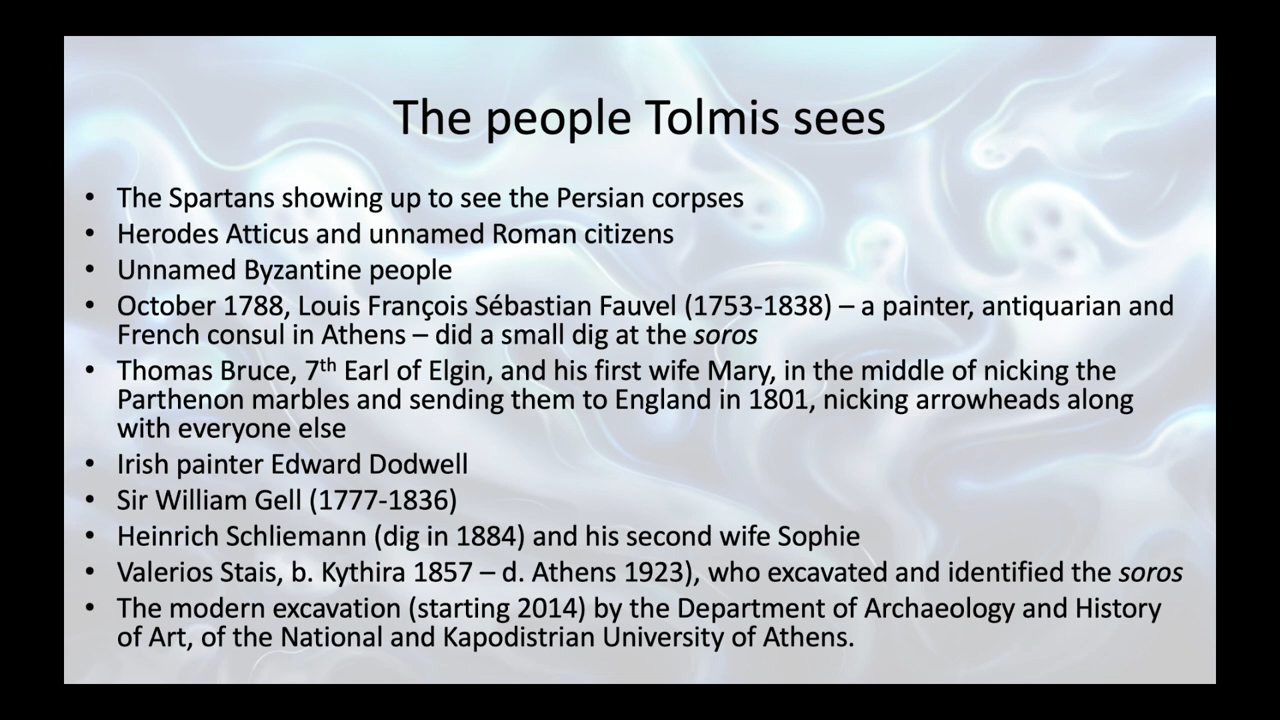 The people Tolmis sees
• The Spartans showing up to see the Persian corpses
• Herodes Atticus and unnamed Roman citizens
• Unnamed Byzantine people
• October 1788, Louis François Sébastian Fauvel (1753-1838) – a painter, antiquarian and
French consul in Athens – did a small dig at the soros
• Thomas Bruce, 7th Earl of Elgin, and his first wife Mary, in the middle of nicking the
Parthenon marbles and sending them to England in 1801, nicking arrowheads along
with everyone else
• Irish painter Edward Dodwell
• Sir William Gell (1777-1836)
• Heinrich Schliemann (dig in 1884) and his second wife Sophie
• Valerios Stais, b. Kythira 1857 – d. Athens 1923), who excavated and identified the soros
• The modern excavation (starting 2014) by the Department of Archaeology and History
of Art, of the National and Kapodistrian University of Athens.